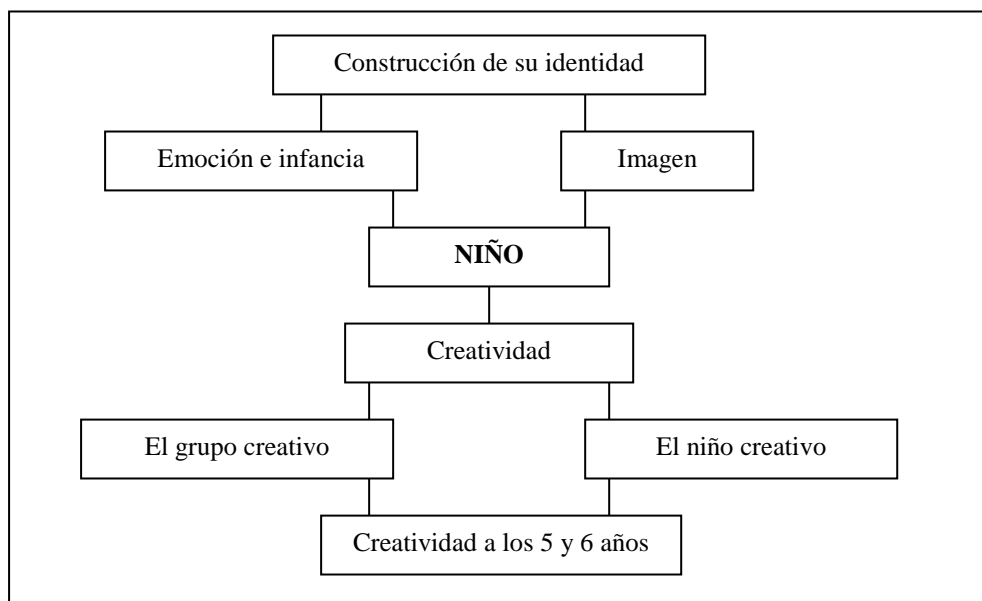 Construcción de su identidad
Emoción e infancia
Imagen
NIÑO
Creatividad
El grupo creativo
El niño creativo
Creatividad a los 5 y 6 años